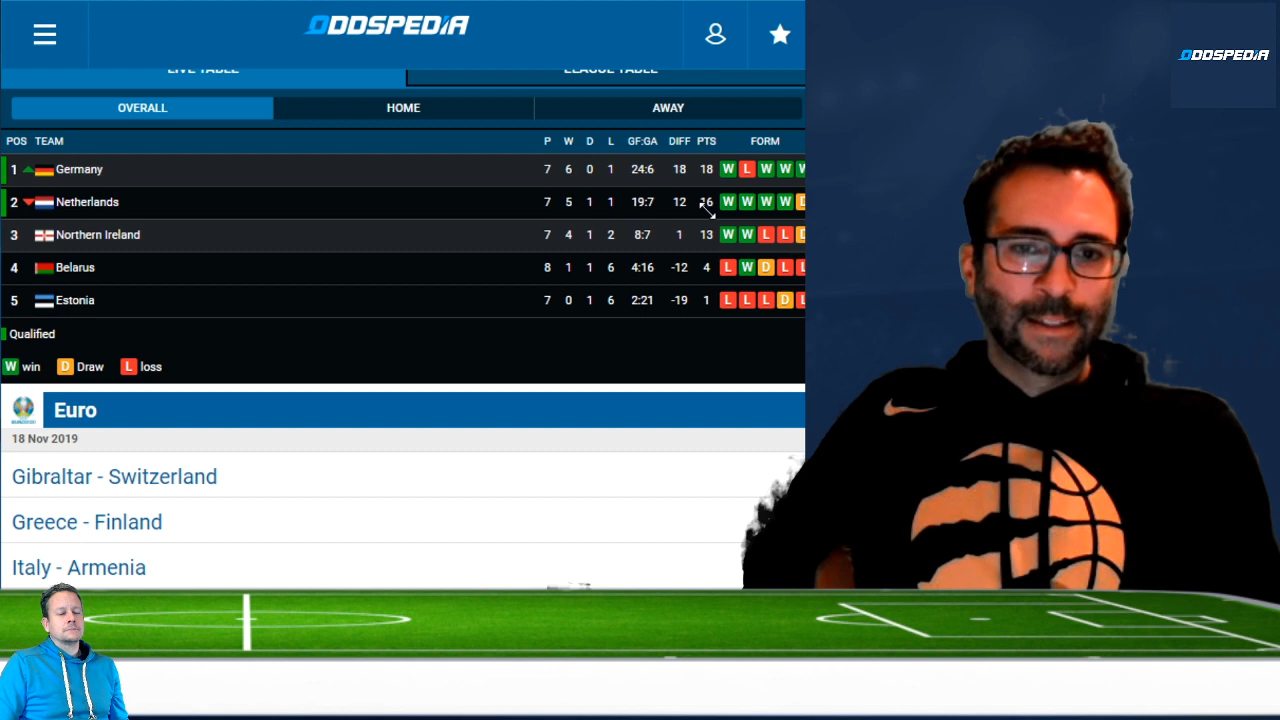 ODDSPEDIA
ODDSPEDIA
LIVE TABLE LEAGUE TABLE
OVERALL HOME AWAY
POS TEAM P W D L GF:GA DIFF PTS FORM
1 Germany 7 6 0 1 24:6 18 18 W L W W W
2 Netherlands 7 5 1 1 19:7 12 16 W W W W D
3 Northern Ireland 7 4 1 2 8:7 1 13 W W L L D
4 Belarus 8 1 1 6 4:16 -12 4 L W D L L
5 Estonia 7 0 1 6 2:21 -19 1 L L L D L
Qualified
W win D Draw L loss
Euro
18 Nov 2019
Gibraltar - Switzerland
Greece - Finland
Italy - Armenia